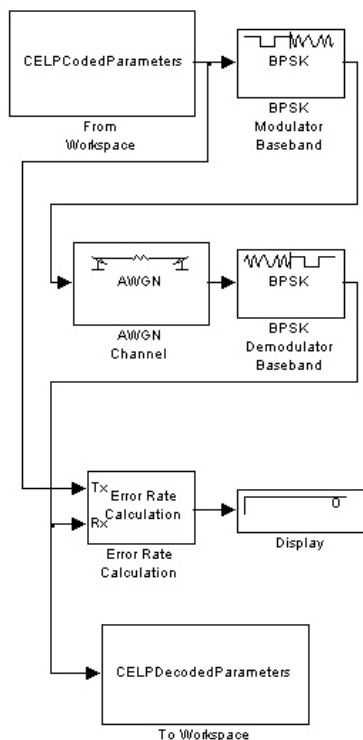 CELPCodedParameters
From
Workspace
BPSK
BPSK
Modulator
Baseband
AWGN
AWGN
Channel
BPSK
BPSK
Demodulator
Baseband
Tx
Rx
Error Rate
Calculation
Error Rate
Calculation
0
Display
CELPDecodedParameters
To Workspace